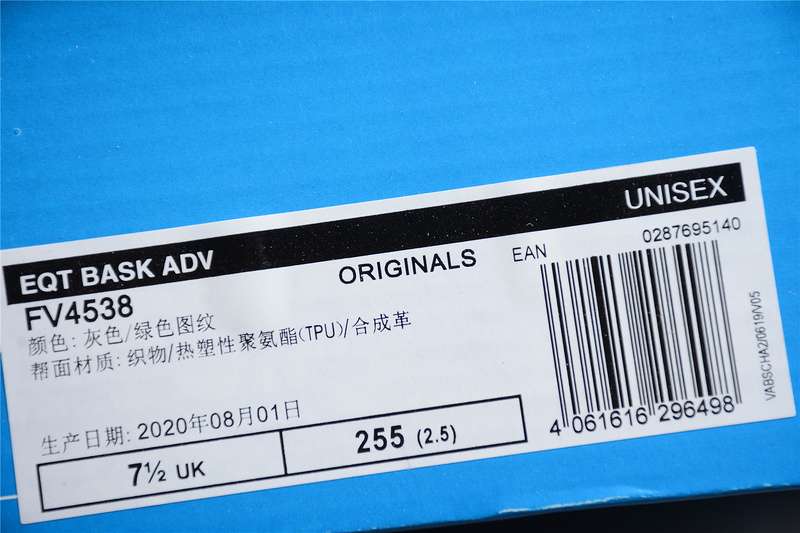 EQT BASK ADV
UNISEX
FV4538
ORIGINALS
EAN
0287695140
颜色: 灰色/绿色图纹
帮面材质: 织物/热塑性聚氨酯(TPU)/合成革
生产日期: 2020年08月01日
7½ UK
255 (2.5)
4 061616 296498
VABSCHA2/0619/V05